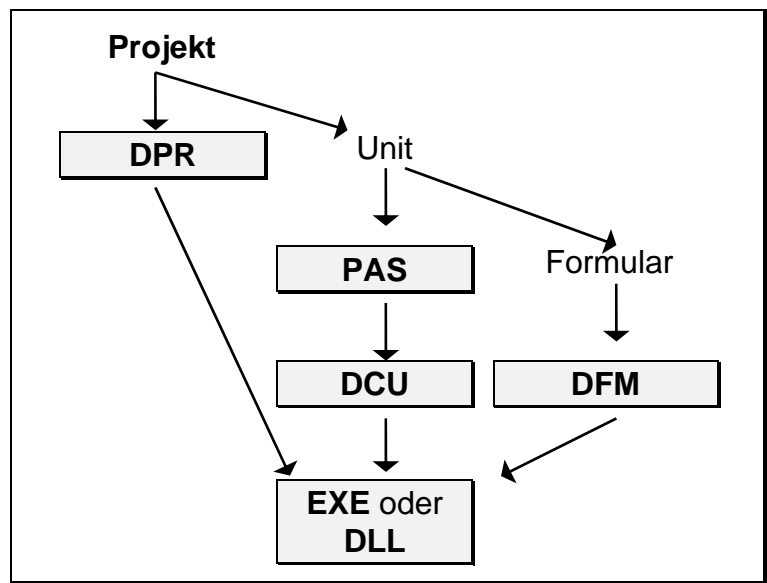 Projekt
DPR
Unit
PAS
Formular
DCU
DFM
EXE oder
DLL